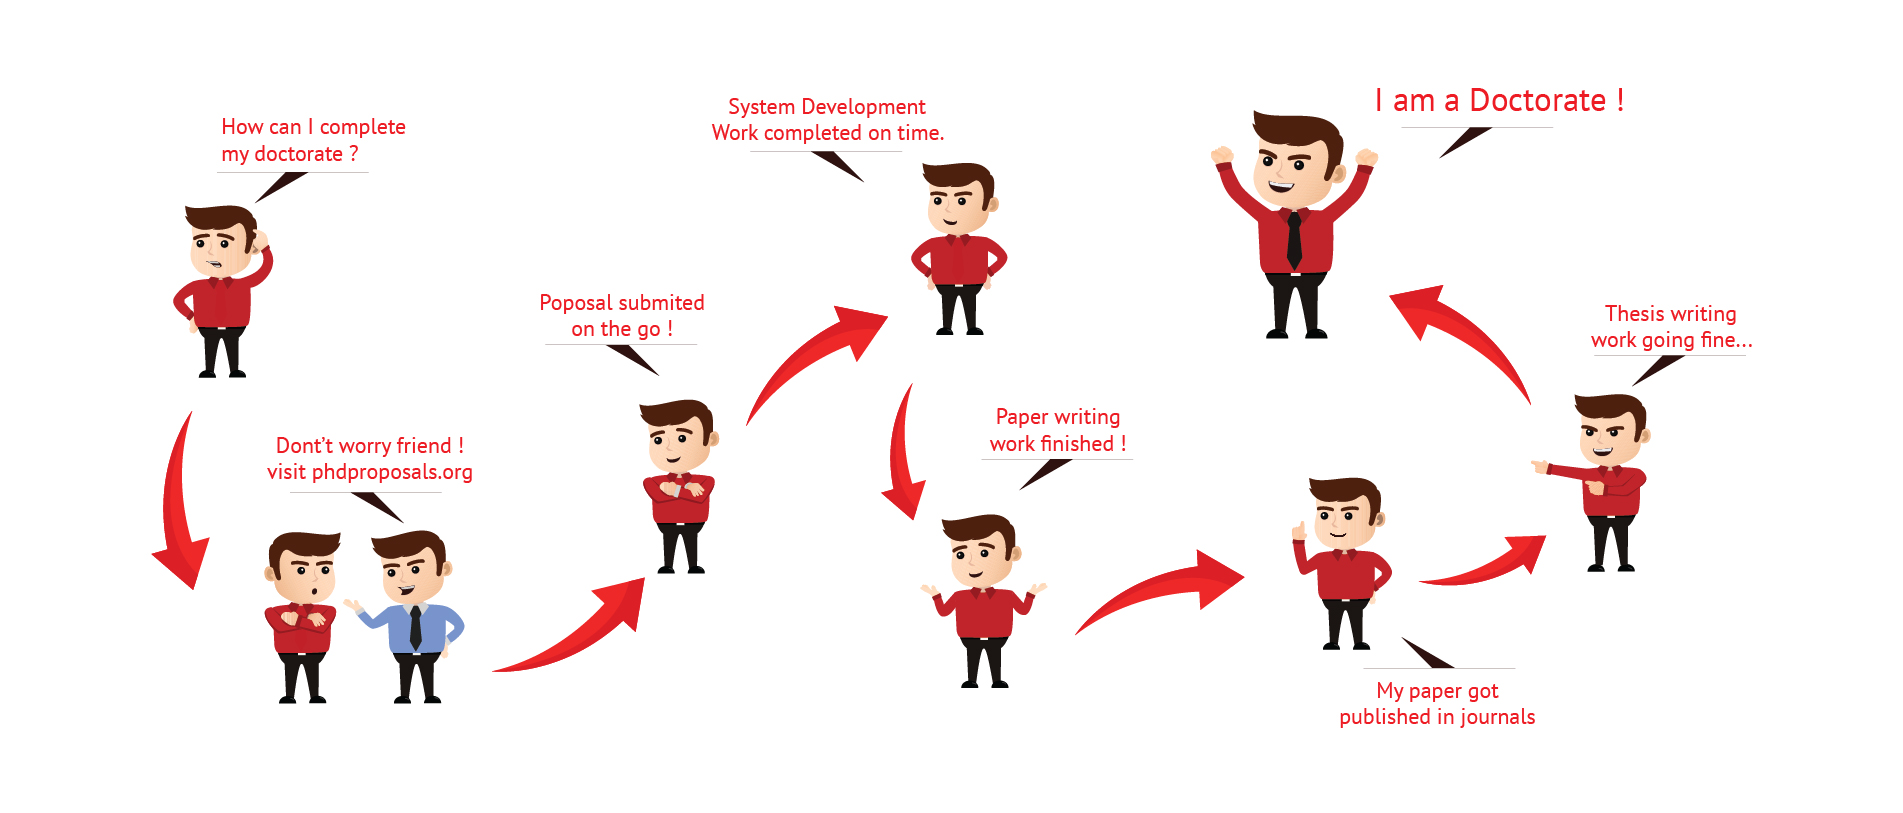 How can I complete
my doctorate ?
Dont't worry friend !
visit phdproposals.org
Poposal submited
on the go !
System Development
Work completed on time.
Paper writing
work finished !
My paper got
published in journals
Thesis writing
work going fine...
I am a Doctorate !